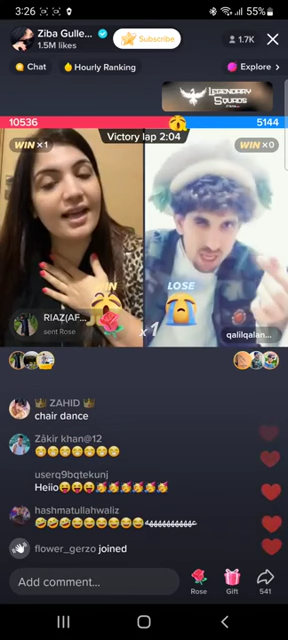 3:26
55%
Ziba Gulle...
1.5M likes
Subscribe
1.7K
Chat
Hourly Ranking
Explore >
LEGENDARY
SQUADS
10536
5144
WIN ×1
Victory lap 2:04
WIN ×0
WIN
LOSE
RIAZ(AF...
sent Rose
x 1
qalilqalan...
ZAHID
chair dance
Zâkir khan@12
userq9bqtekunj
Heiio
hashmatullahwaliz
flower_gerzo joined
Add comment...
Rose
Gift
541